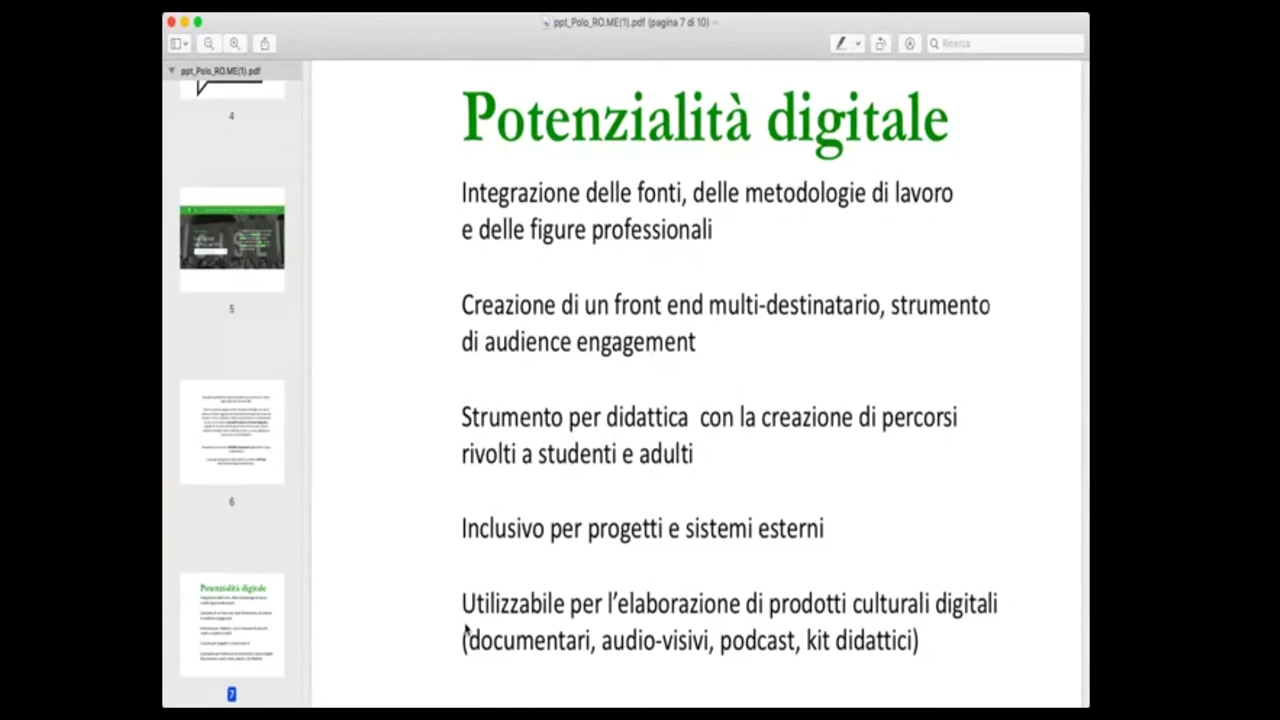 ppt_Polo_RO.ME(1).pdf (pagina 7 di 10)
Ricerca
ppt_Polo_RO.ME(1).pdf
4
5
6
Potenzialità digitale
7
Potenzialità digitale
Integrazione delle fonti, delle metodologie di lavoro
e delle figure professionali
Creazione di un front end multi-destinatario, strumento
di audience engagement
Strumento per didattica con la creazione di percorsi
rivolti a studenti e adulti
Inclusivo per progetti e sistemi esterni
Utilizzabile per l’elaborazione di prodotti culturali digitali
(documentari, audio-visivi, podcast, kit didattici)